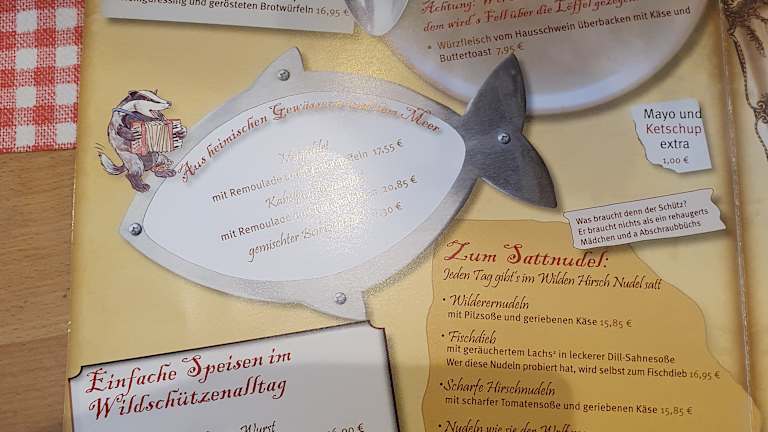 und gerösteten Brotwürfeln 16,95 €
Achtung: Wer
dem wird's Fell über die Löffel gezogen
• Würzfleisch vom Hausschwein überbacken mit Käse und
Buttertoast 7,95 €
Aus heimischen Gewässern dem Meer
mit Remoulade 17,55 €
mit Remoulade 20,85 €
gemischter
Mayo und
Ketschup
extra
1,00 €
Was braucht denn der Schütz?
Er braucht nichts als ein rehaugerts
Mädchen und a Abschraubbüchs
Zum Sattnudel:
Jeden Tag gibt's im Wilden Hirsch Nudel satt
• Wilderernudeln
mit Pilzsoße und geriebenen Käse 15,85 €
• Fischdieb
mit geräuchertem Lachs² in leckerer Dill-Sahnesoße
Wer diese Nudeln probiert hat, wird selbst zum Fischdieb 16,95 €
• Scharfe Hirschnudeln
mit scharfer Tomatensoße und geriebenen Käse 15,85 €
• Nudeln wie sie der
Einfache Speisen im
Wildschützenalltag
Wurst